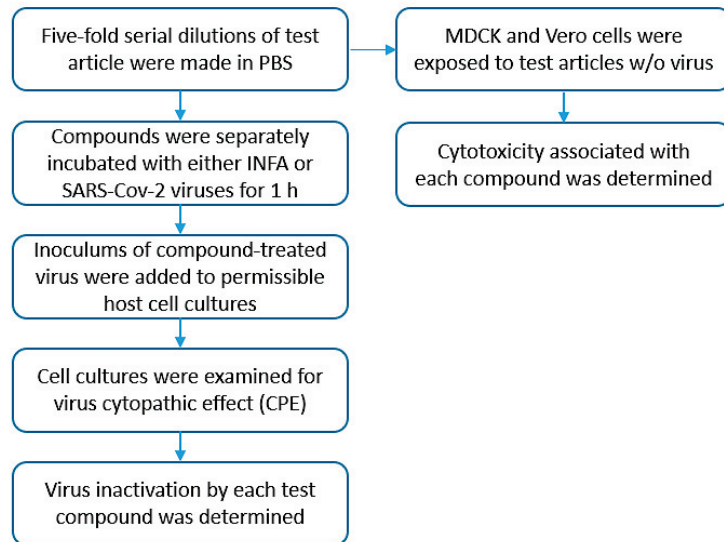 Five-fold serial dilutions of test
article were made in PBS
MDCK and Vero cells were
exposed to test articles w/o virus
Compounds were separately
incubated with either INFA or
SARS-Cov-2 viruses for 1 h
Cytotoxicity associated with
each compound was determined
Inoculums of compound-treated
virus were added to permissible
host cell cultures
Cell cultures were examined for
virus cytopathic effect (CPE)
Virus inactivation by each test
compound was determined